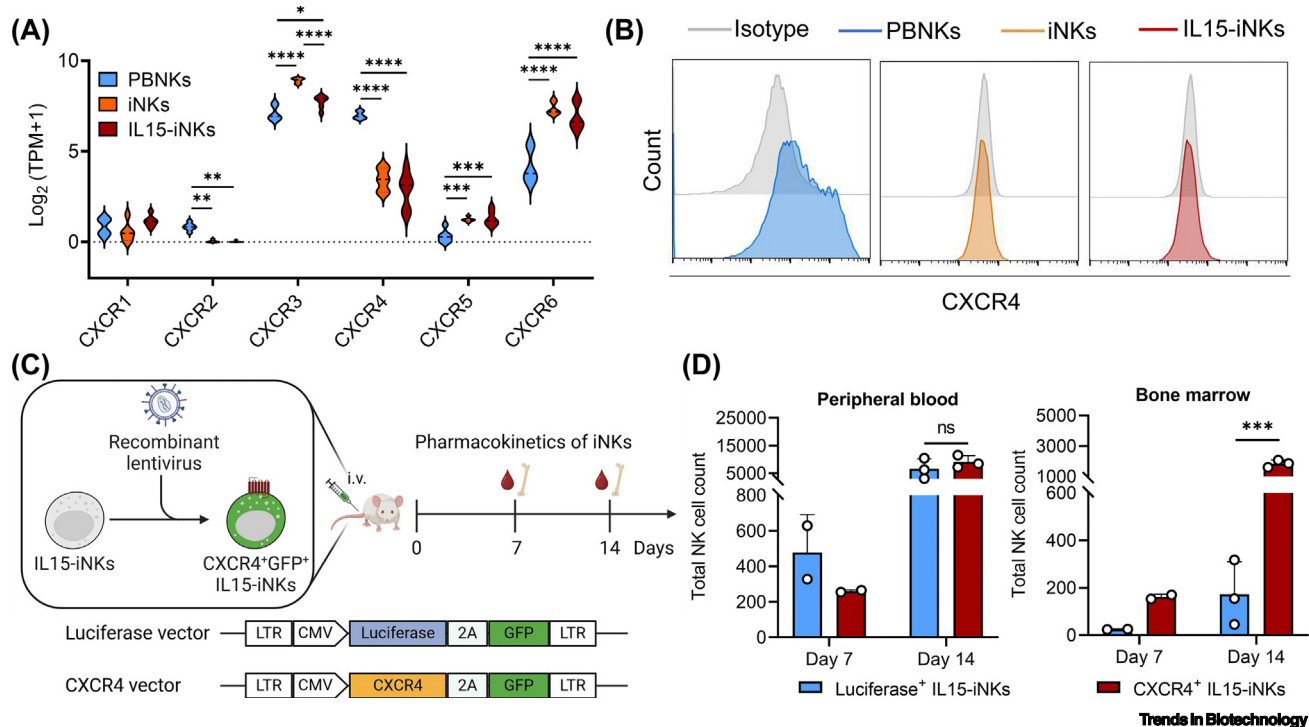 (A)
PBNKs
iNKs
IL15-iNKs
* 
**** **** **** ****
**** ****
** ** *** ***
10
5
0
Log₂ (TPM+1)
CXCR1 CXCR2 CXCR3 CXCR4 CXCR5 CXCR6
(B)
Isotype PBNKs iNKs IL15-iNKs
Count
CXCR4
(C)
Recombinant
lentivirus
IL15-iNKs
CXCR4⁺GFP⁺
IL15-iNKs
i.v.
Pharmacokinetics of iNKs
0 7 14 Days
Luciferase vector LTR CMV Luciferase 2A GFP LTR
CXCR4 vector LTR CMV CXCR4 2A GFP LTR
(D)
Peripheral blood
Total NK cell count
25000
15000
5000
800
600
400
200
0
ns
Day 7 Day 14
Bone marrow
Total NK cell count
5000
3000
1000
600
400
200
0
***
Day 7 Day 14
Luciferase⁺ IL15-iNKs CXCR4⁺ IL15-iNKs
Trends in Biotechnology